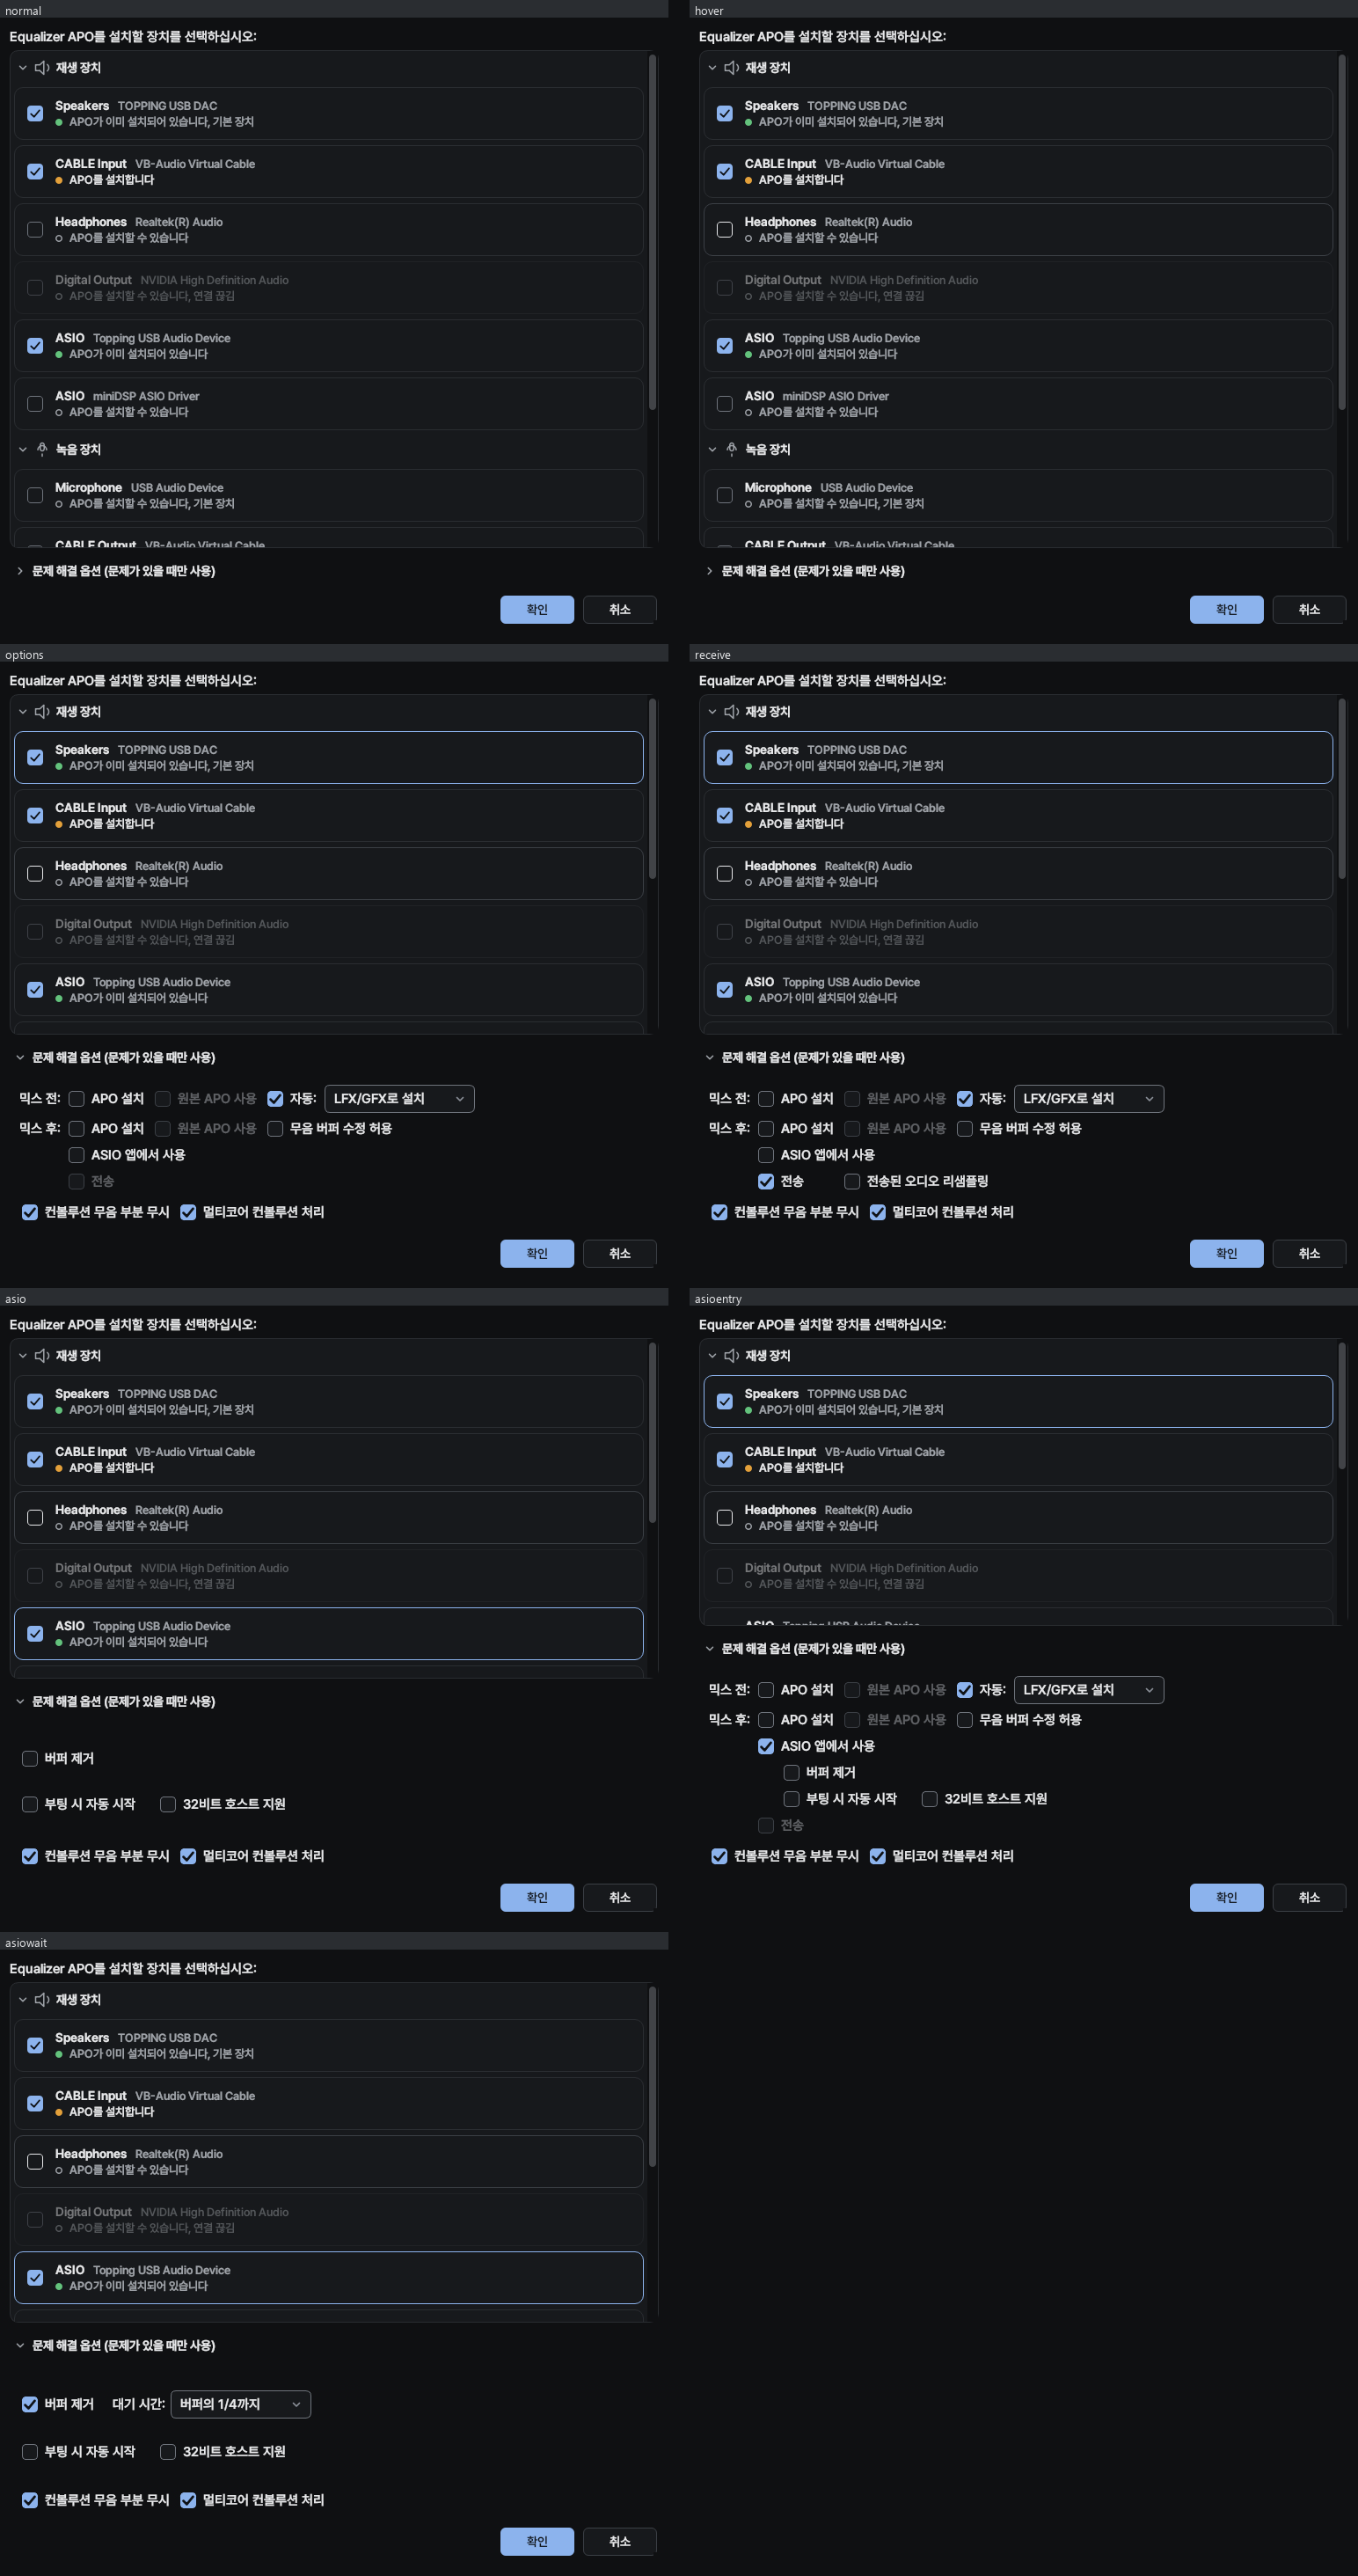 normal
Equalizer APO를 설치할 장치를 선택하십시오:
재생 장치
Speakers TOPPING USB DAC
APO가 이미 설치되어 있습니다, 기본 장치
CABLE Input VB-Audio Virtual Cable
APO를 설치합니다
Headphones Realtek(R) Audio
APO를 설치할 수 있습니다
Digital Output NVIDIA High Definition Audio
APO를 설치할 수 있습니다, 연결 끊김
ASIO Topping USB Audio Device
APO가 이미 설치되어 있습니다
ASIO miniDSP ASIO Driver
APO를 설치할 수 있습니다
녹음 장치
Microphone USB Audio Device
APO를 설치할 수 있습니다, 기본 장치
CABLE Output VB-Audio Virtual Cable
문제 해결 옵션 (문제가 있을 때만 사용)
확인 취소
hover
Equalizer APO를 설치할 장치를 선택하십시오:
재생 장치
Speakers TOPPING USB DAC
APO가 이미 설치되어 있습니다, 기본 장치
CABLE Input VB-Audio Virtual Cable
APO를 설치합니다
Headphones Realtek(R) Audio
APO를 설치할 수 있습니다
Digital Output NVIDIA High Definition Audio
APO를 설치할 수 있습니다, 연결 끊김
ASIO Topping USB Audio Device
APO가 이미 설치되어 있습니다
ASIO miniDSP ASIO Driver
APO를 설치할 수 있습니다
녹음 장치
Microphone USB Audio Device
APO를 설치할 수 있습니다, 기본 장치
CABLE Output VB-Audio Virtual Cable
문제 해결 옵션 (문제가 있을 때만 사용)
확인 취소
options
Equalizer APO를 설치할 장치를 선택하십시오:
재생 장치
Speakers TOPPING USB DAC
APO가 이미 설치되어 있습니다, 기본 장치
CABLE Input VB-Audio Virtual Cable
APO를 설치합니다
Headphones Realtek(R) Audio
APO를 설치할 수 있습니다
Digital Output NVIDIA High Definition Audio
APO를 설치할 수 있습니다, 연결 끊김
ASIO Topping USB Audio Device
APO가 이미 설치되어 있습니다
문제 해결 옵션 (문제가 있을 때만 사용)
믹스 전: APO 설치 원본 APO 사용 자동: LFX/GFX로 설치
믹스 후: APO 설치 원본 APO 사용 무음 버퍼 수정 허용
ASIO 앱에서 사용
전송
컨볼루션 무음 부분 무시 멀티코어 컨볼루션 처리
확인 취소
receive
Equalizer APO를 설치할 장치를 선택하십시오:
재생 장치
Speakers TOPPING USB DAC
APO가 이미 설치되어 있습니다, 기본 장치
CABLE Input VB-Audio Virtual Cable
APO를 설치합니다
Headphones Realtek(R) Audio
APO를 설치할 수 있습니다
Digital Output NVIDIA High Definition Audio
APO를 설치할 수 있습니다, 연결 끊김
ASIO Topping USB Audio Device
APO가 이미 설치되어 있습니다
문제 해결 옵션 (문제가 있을 때만 사용)
믹스 전: APO 설치 원본 APO 사용 자동: LFX/GFX로 설치
믹스 후: APO 설치 원본 APO 사용 무음 버퍼 수정 허용
ASIO 앱에서 사용
전송 전송된 오디오 리샘플링
컨볼루션 무음 부분 무시 멀티코어 컨볼루션 처리
확인 취소
asio
Equalizer APO를 설치할 장치를 선택하십시오:
재생 장치
Speakers TOPPING USB DAC
APO가 이미 설치되어 있습니다, 기본 장치
CABLE Input VB-Audio Virtual Cable
APO를 설치합니다
Headphones Realtek(R) Audio
APO를 설치할 수 있습니다
Digital Output NVIDIA High Definition Audio
APO를 설치할 수 있습니다, 연결 끊김
ASIO Topping USB Audio Device
APO가 이미 설치되어 있습니다
문제 해결 옵션 (문제가 있을 때만 사용)
버퍼 제거
부팅 시 자동 시작 32비트 호스트 지원
컨볼루션 무음 부분 무시 멀티코어 컨볼루션 처리
확인 취소
asioentry
Equalizer APO를 설치할 장치를 선택하십시오:
재생 장치
Speakers TOPPING USB DAC
APO가 이미 설치되어 있습니다, 기본 장치
CABLE Input VB-Audio Virtual Cable
APO를 설치합니다
Headphones Realtek(R) Audio
APO를 설치할 수 있습니다
Digital Output NVIDIA High Definition Audio
APO를 설치할 수 있습니다, 연결 끊김
ASIO Topping USB Audio Device
문제 해결 옵션 (문제가 있을 때만 사용)
믹스 전: APO 설치 원본 APO 사용 자동: LFX/GFX로 설치
믹스 후: APO 설치 원본 APO 사용 무음 버퍼 수정 허용
ASIO 앱에서 사용
버퍼 제거
부팅 시 자동 시작 32비트 호스트 지원
전송
컨볼루션 무음 부분 무시 멀티코어 컨볼루션 처리
확인 취소
asiowait
Equalizer APO를 설치할 장치를 선택하십시오:
재생 장치
Speakers TOPPING USB DAC
APO가 이미 설치되어 있습니다, 기본 장치
CABLE Input VB-Audio Virtual Cable
APO를 설치합니다
Headphones Realtek(R) Audio
APO를 설치할 수 있습니다
Digital Output NVIDIA High Definition Audio
APO를 설치할 수 있습니다, 연결 끊김
ASIO Topping USB Audio Device
APO가 이미 설치되어 있습니다
문제 해결 옵션 (문제가 있을 때만 사용)
버퍼 제거 대기 시간: 버퍼의 1/4까지
부팅 시 자동 시작 32비트 호스트 지원
컨볼루션 무음 부분 무시 멀티코어 컨볼루션 처리
확인 취소